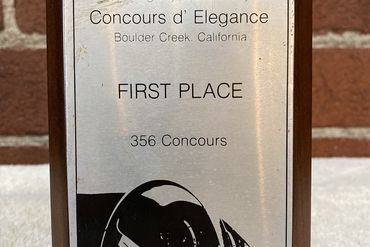 Concours d' Elegance
Boulder Creek, California
FIRST PLACE
356 Concours